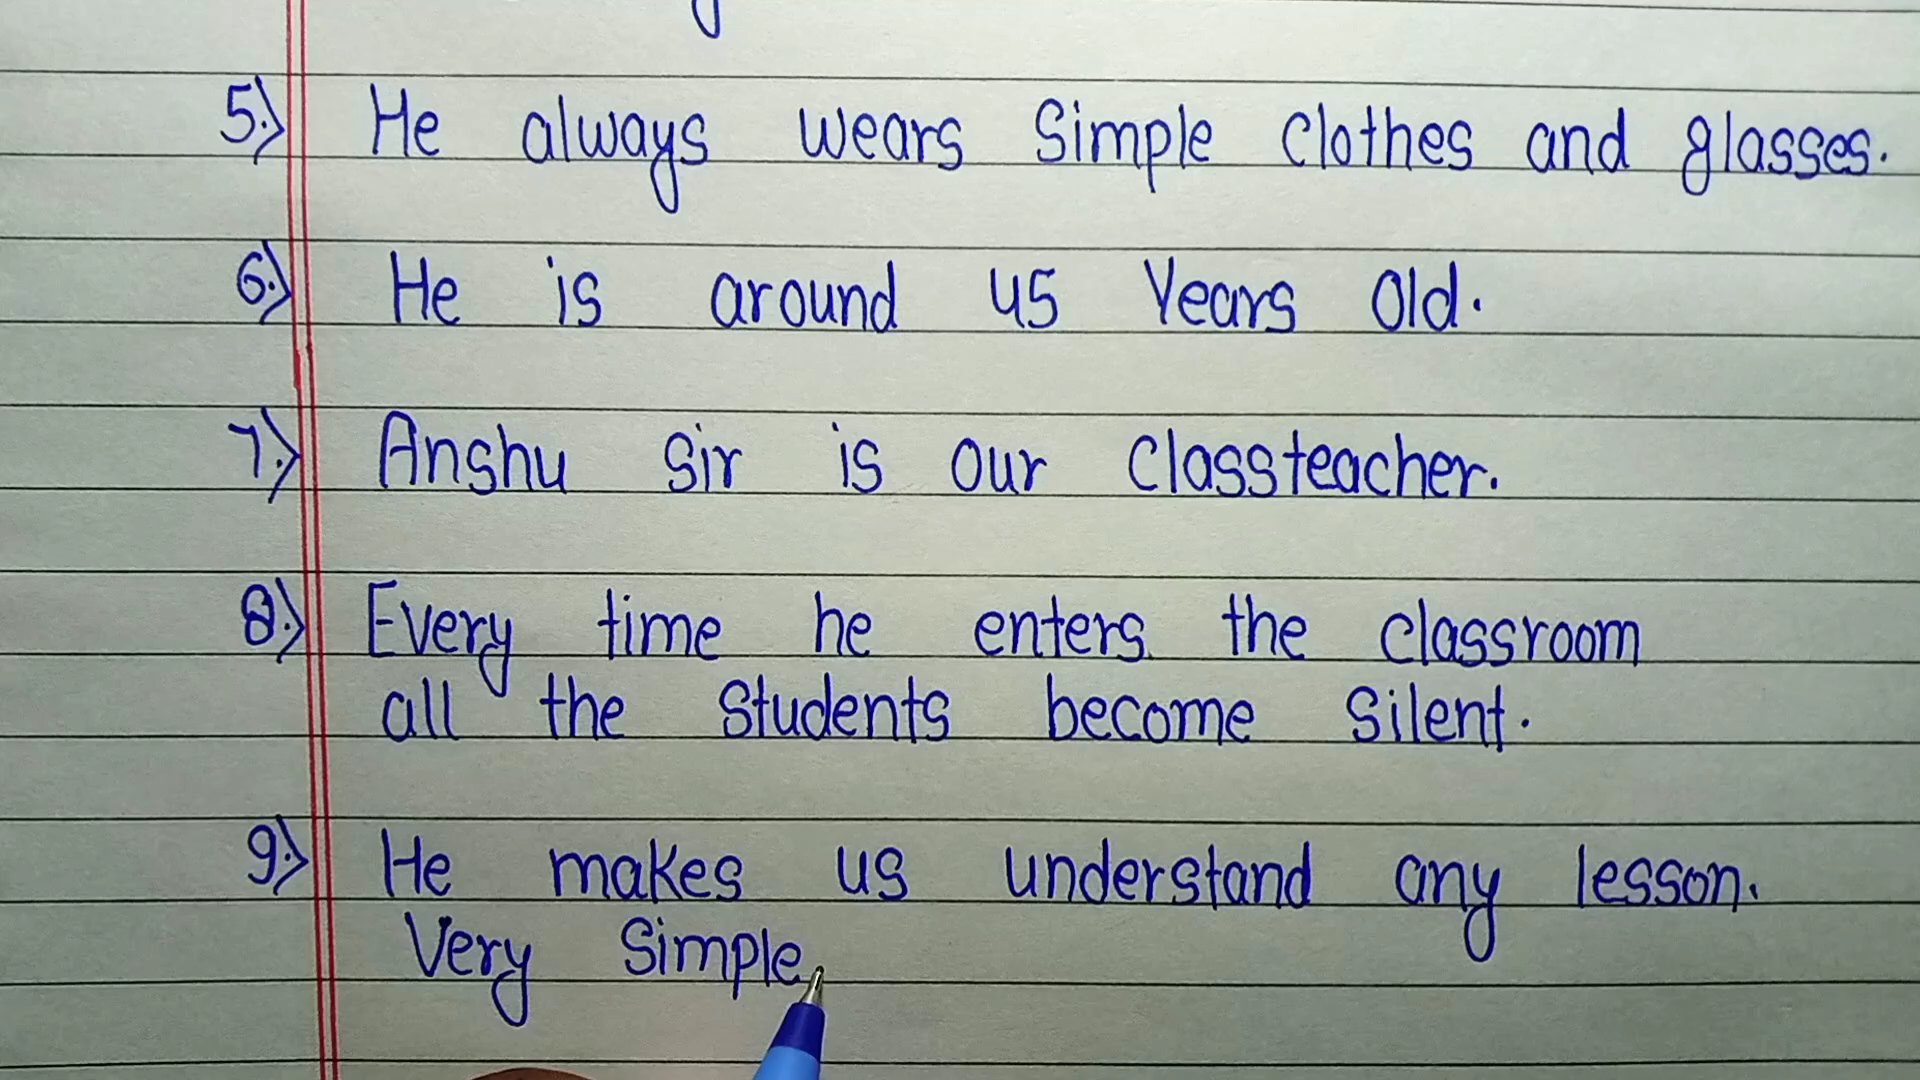 5.) He always wears Simple Clothes and glasses.
6.) He is around 45 Years Old.
7.) Anshu Sir is our Classteacher.
8.) Every time he enters the classroom
all the Students become Silent.
9.) He makes us understand any lesson.
Very Simple